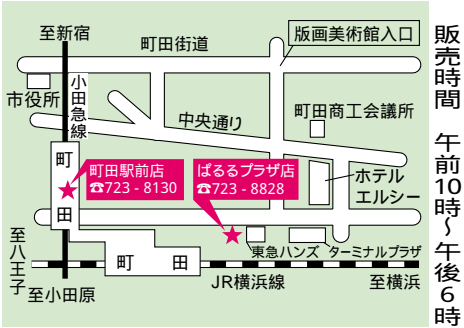 至新宿
町田街道
版画美術館入口
市役所
小田急線
中央通り
町田商工会議所
町田
町田駅前店
☎723-8130
ぱるるプラザ店
☎723-8828
ホテル
エルシー
東急ハンズ
ターミナルプラザ
至八王子
町田
至小田原
JR横浜線
至横浜
販売時間 午前10時〜午後6時